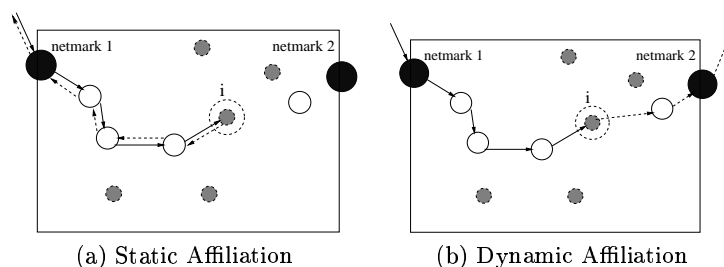 netmark 1
netmark 2
i
(a) Static Affiliation
netmark 1
netmark 2
i
(b) Dynamic Affiliation